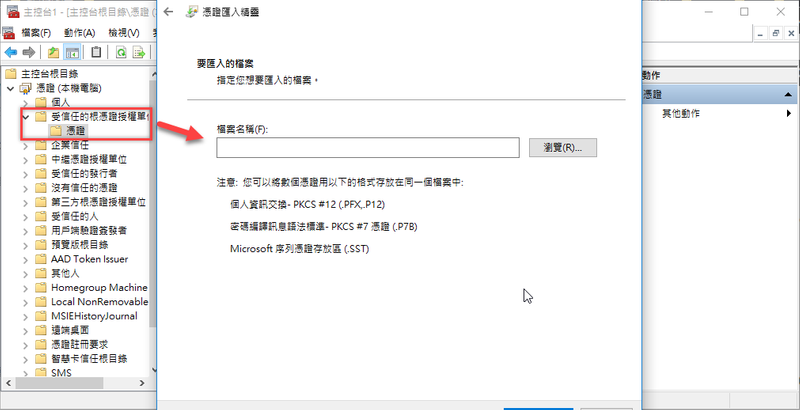 主控台1 - [主控台根目錄\憑證 (
檔案(F) 動作(A) 檢視(V)
主控台根目錄
憑證 (本機電腦)
個人
受信任的根憑證授權單位
憑證
企業信任
中繼憑證授權單位
受信任的發行者
沒有信任的憑證
第三方根憑證授權單位
受信任的人
用戶端驗證簽發者
預覽版根目錄
AAD Token Issuer
其他人
Homegroup Machine
Local NonRemovable
MSIEHistoryJournal
遠端桌面
憑證註冊要求
智慧卡信任根目錄
SMS
憑證匯入精靈
要匯入的檔案
指定您想要匯入的檔案。
檔案名稱(F):
瀏覽(R)...
注意: 您可以將數個憑證用以下的格式存放在同一個檔案中:
個人資訊交換- PKCS #12 (.PFX,.P12)
密碼編譯訊息語法標準- PKCS #7 憑證 (.P7B)
Microsoft 序列憑證存放區 (.SST)
動作
憑證
其他動作